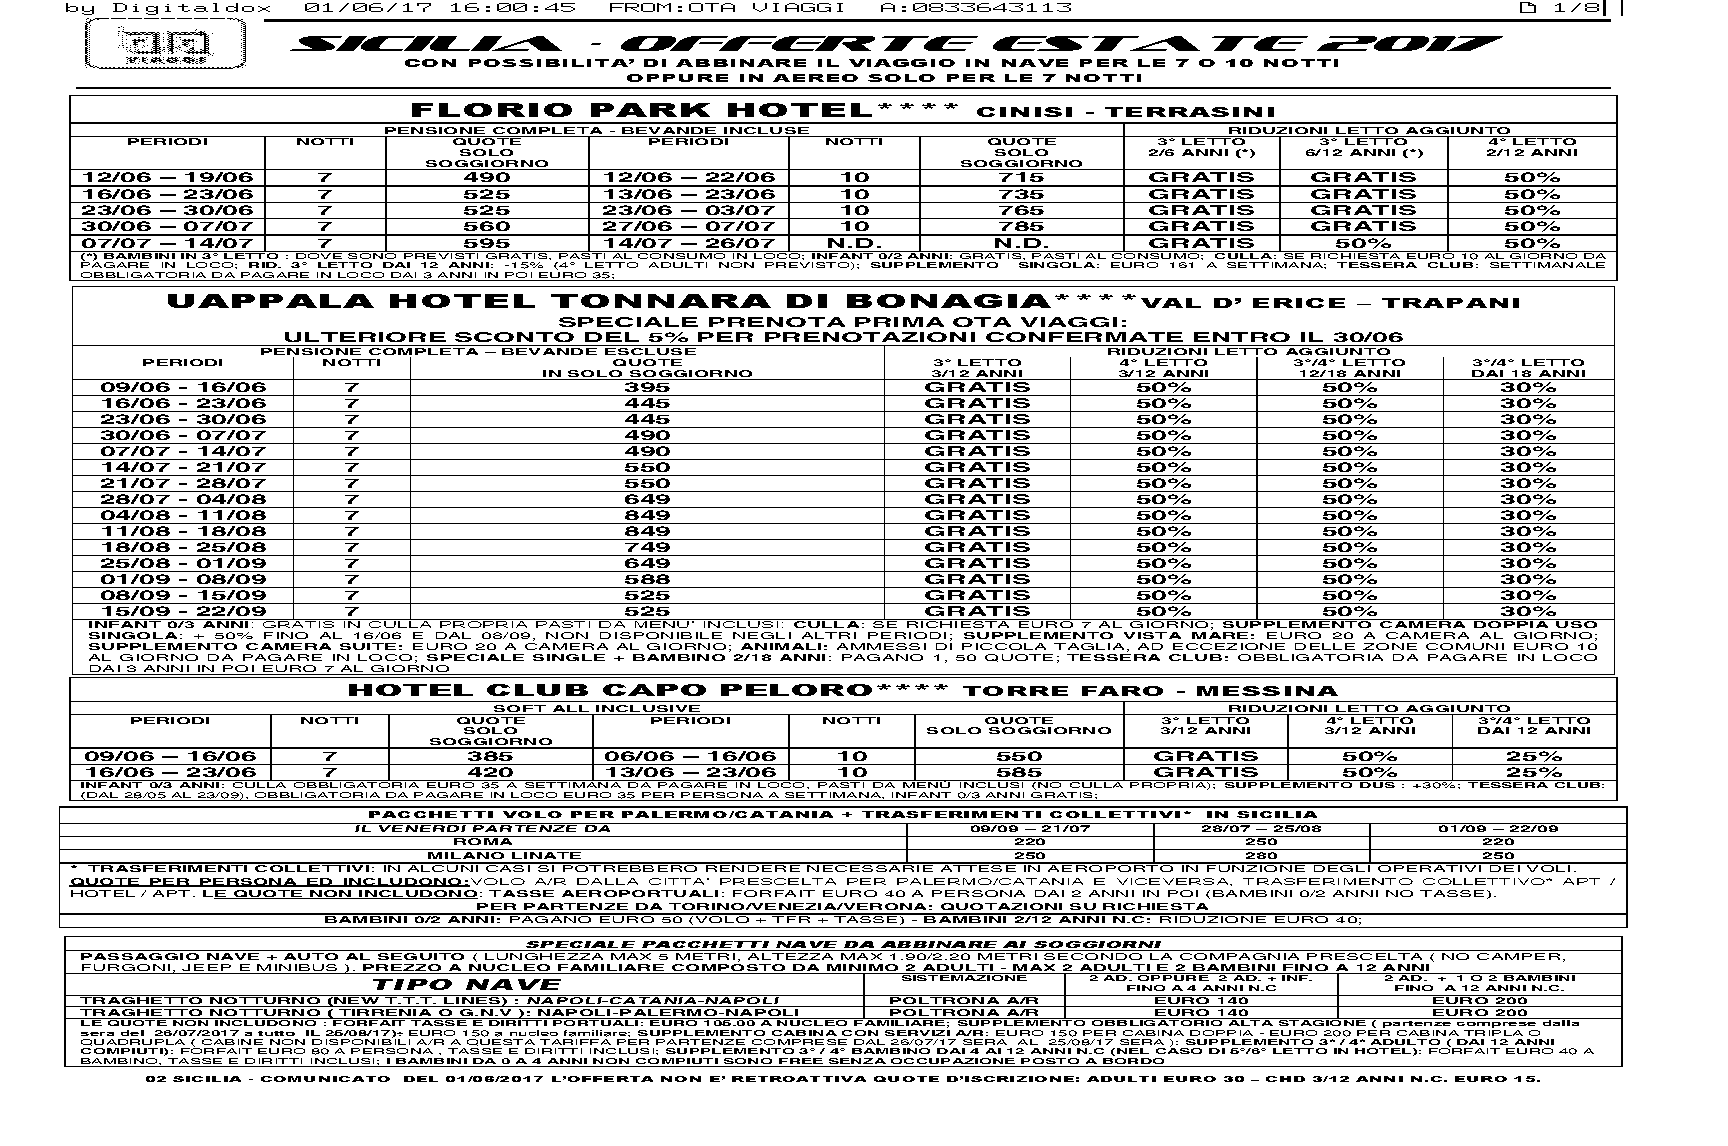 by Digitaldox 01/06/17 16:00:45 FROM:OTA VIAGGI A:0833643113 1/8
VIAGGI
SICILIA - OFFERTE ESTATE 2017
CON POSSIBILITA' DI ABBINARE IL VIAGGIO IN NAVE PER LE 7 O 10 NOTTI
OPPURE IN AEREO SOLO PER LE 7 NOTTI
FLORIO PARK HOTEL**** CINISI - TERRASINI
PENSIONE COMPLETA - BEVANDE INCLUSE RIDUZIONI LETTO AGGIUNTO
PERIODI NOTTI QUOTE PERIODI NOTTI QUOTE 3° LETTO 3° LETTO 4° LETTO
SOLO SOLO 2/6 ANNI (*) 6/12 ANNI (*) 2/12 ANNI
SOGGIORNO SOGGIORNO
12/06 – 19/06 7 490 12/06 – 22/06 10 715 GRATIS GRATIS 50%
16/06 – 23/06 7 525 13/06 – 23/06 10 735 GRATIS GRATIS 50%
23/06 – 30/06 7 525 23/06 – 03/07 10 765 GRATIS GRATIS 50%
30/06 – 07/07 7 560 27/06 – 07/07 10 785 GRATIS GRATIS 50%
07/07 – 14/07 7 595 14/07 – 26/07 N.D. N.D. GRATIS 50% 50%
(*) BAMBINI IN 3° LETTO : DOVE SONO PREVISTI GRATIS, PASTI AL CONSUMO IN LOCO; INFANT 0/2 ANNI: GRATIS, PASTI AL CONSUMO; CULLA: SE RICHIESTA EURO 10 AL GIORNO DA
PAGARE IN LOCO; RID. 3° LETTO DAI 12 ANNI: -15% (4° LETTO ADULTI NON PREVISTO); SUPPLEMENTO SINGOLA: EURO 161 A SETTIMANA; TESSERA CLUB: SETTIMANALE
OBBLIGATORIA DA PAGARE IN LOCO DAI 3 ANNI IN POI EURO 35;
UAPPALA HOTEL TONNARA DI BONAGIA****VAL D' ERICE – TRAPANI
SPECIALE PRENOTA PRIMA OTA VIAGGI:
ULTERIORE SCONTO DEL 5% PER PRENOTAZIONI CONFERMATE ENTRO IL 30/06
PENSIONE COMPLETA – BEVANDE ESCLUSE RIDUZIONI LETTO AGGIUNTO
PERIODI NOTTI QUOTE 3° LETTO 4° LETTO 3°/4° LETTO 3°/4° LETTO
IN SOLO SOGGIORNO 3/12 ANNI 3/12 ANNI 12/18 ANNI DAI 18 ANNI
09/06 - 16/06 7 395 GRATIS 50% 50% 30%
16/06 - 23/06 7 445 GRATIS 50% 50% 30%
23/06 - 30/06 7 445 GRATIS 50% 50% 30%
30/06 - 07/07 7 490 GRATIS 50% 50% 30%
07/07 - 14/07 7 490 GRATIS 50% 50% 30%
14/07 - 21/07 7 550 GRATIS 50% 50% 30%
21/07 - 28/07 7 550 GRATIS 50% 50% 30%
28/07 - 04/08 7 649 GRATIS 50% 50% 30%
04/08 - 11/08 7 849 GRATIS 50% 50% 30%
11/08 - 18/08 7 849 GRATIS 50% 50% 30%
18/08 - 25/08 7 749 GRATIS 50% 50% 30%
25/08 - 01/09 7 649 GRATIS 50% 50% 30%
01/09 - 08/09 7 588 GRATIS 50% 50% 30%
08/09 - 15/09 7 525 GRATIS 50% 50% 30%
15/09 - 22/09 7 525 GRATIS 50% 50% 30%
INFANT 0/3 ANNI: GRATIS IN CULLA PROPRIA PASTI DA MENU' INCLUSI: CULLA: SE RICHIESTA EURO 7 AL GIORNO; SUPPLEMENTO CAMERA DOPPIA USO
SINGOLA: + 50% FINO AL 16/06 E DAL 08/09, NON DISPONIBILE NEGLI ALTRI PERIODI; SUPPLEMENTO VISTA MARE: EURO 20 A CAMERA AL GIORNO;
SUPPLEMENTO CAMERA SUITE: EURO 20 A CAMERA AL GIORNO; ANIMALI: AMMESSI DI PICCOLA TAGLIA, AD ECCEZIONE DELLE ZONE COMUNI EURO 10
AL GIORNO DA PAGARE IN LOCO; SPECIALE SINGLE + BAMBINO 2/18 ANNI: PAGANO 1, 50 QUOTE; TESSERA CLUB: OBBLIGATORIA DA PAGARE IN LOCO
DAI 3 ANNI IN POI EURO 7 AL GIORNO
HOTEL CLUB CAPO PELORO**** TORRE FARO - MESSINA
SOFT ALL INCLUSIVE RIDUZIONI LETTO AGGIUNTO
PERIODI NOTTI QUOTE PERIODI NOTTI QUOTE 3° LETTO 4° LETTO 3°/4° LETTO
SOLO SOLO SOGGIORNO 3/12 ANNI 3/12 ANNI DAI 12 ANNI
SOGGIORNO
09/06 – 16/06 7 385 06/06 – 16/06 10 550 GRATIS 50% 25%
16/06 – 23/06 7 420 13/06 – 23/06 10 585 GRATIS 50% 25%
INFANT 0/3 ANNI: CULLA OBBLIGATORIA EURO 35 A SETTIMANA DA PAGARE IN LOCO, PASTI DA MENU INCLUSI (NO CULLA PROPRIA); SUPPLEMENTO DUS : +30%; TESSERA CLUB:
(DAL 28/05 AL 23/09), OBBLIGATORIA DA PAGARE IN LOCO EURO 35 PER PERSONA A SETTIMANA, INFANT 0/3 ANNI GRATIS;
PACCHETTI VOLO PER PALERMO/CATANIA + TRASFERIMENTI COLLETTIVI* IN SICILIA
IL VENERDI PARTENZE DA 09/09 – 21/07 28/07 – 25/08 01/09 – 22/09
ROMA 220 250 220
MILANO LINATE 250 280 250
* TRASFERIMENTI COLLETTIVI: IN ALCUNI CASI SI POTREBBERO RENDERE NECESSARIE ATTESE IN AEROPORTO IN FUNZIONE DEGLI OPERATIVI DEI VOLI.
QUOTE PER PERSONA ED INCLUDONO:VOLO A/R DALLA CITTA' PRESCELTA PER PALERMO/CATANIA E VICEVERSA, TRASFERIMENTO COLLETTIVO* APT /
HOTEL / APT. LE QUOTE NON INCLUDONO: TASSE AEROPORTUALI: FORFAIT EURO 40 A PERSONA DAI 2 ANNI IN POI (BAMBINI 0/2 ANNI NO TASSE).
PER PARTENZE DA TORINO/VENEZIA/VERONA: QUOTAZIONI SU RICHIESTA
BAMBINI 0/2 ANNI: PAGANO EURO 50 (VOLO + TFR + TASSE) - BAMBINI 2/12 ANNI N.C: RIDUZIONE EURO 40;
SPECIALE PACCHETTI NAVE DA ABBINARE AI SOGGIORNI
PASSAGGIO NAVE + AUTO AL SEGUITO ( LUNGHEZZA MAX 5 METRI, ALTEZZA MAX 1.90/2.20 METRI SECONDO LA COMPAGNIA PRESCELTA ( NO CAMPER,
FURGONI, JEEP E MINIBUS ). PREZZO A NUCLEO FAMILIARE COMPOSTO DA MINIMO 2 ADULTI - MAX 2 ADULTI E 2 BAMBINI FINO A 12 ANNI
TIPO NAVE SISTEMAZIONE 2 AD. OPPURE 2 AD. + INF. 2 AD. + 1 O 2 BAMBINI
FINO A 4 ANNI N.C FINO A 12 ANNI N.C.
TRAGHETTO NOTTURNO (NEW T.T.T. LINES) : NAPOLI-CATANIA-NAPOLI POLTRONA A/R EURO 140 EURO 200
TRAGHETTO NOTTURNO ( TIRRENIA O G.N.V ): NAPOLI-PALERMO-NAPOLI POLTRONA A/R EURO 140 EURO 200
LE QUOTE NON INCLUDONO : FORFAIT TASSE E DIRITTI PORTUALI: EURO 105.00 A NUCLEO FAMILIARE; SUPPLEMENTO OBBLIGATORIO ALTA STAGIONE ( partenze comprese dalla
sera del 26/07/2017 a tutto IL 25/08/17): EURO 150 a nucleo familiare; SUPPLEMENTO CABINA CON SERVIZI A/R: EURO 150 PER CABINA DOPPIA - EURO 200 PER CABINA TRIPLA O
QUADRUPLA ( CABINE NON DISPONIBILI A/R A QUESTA TARIFFA PER PARTENZE COMPRESE DAL 26/07/17 SERA AL 25/08/17 SERA ): SUPPLEMENTO 3° / 4° ADULTO ( DAI 12 ANNI
COMPIUTI): FORFAIT EURO 80 A PERSONA , TASSE E DIRITTI INCLUSI; SUPPLEMENTO 3° / 4° BAMBINO DAI 4 AI 12 ANNI N.C (NEL CASO DI 5°/6° LETTO IN HOTEL): FORFAIT EURO 40 A
BAMBINO, TASSE E DIRITTI INCLUSI; I BAMBINI DA 0 A 4 ANNI NON COMPIUTI SONO FREE SENZA OCCUPAZIONE POSTO A BORDO
02 SICILIA - COMUNICATO DEL 01/06/2017 L'OFFERTA NON E' RETROATTIVA QUOTE D'ISCRIZIONE: ADULTI EURO 30 – CHD 3/12 ANNI N.C. EURO 15.